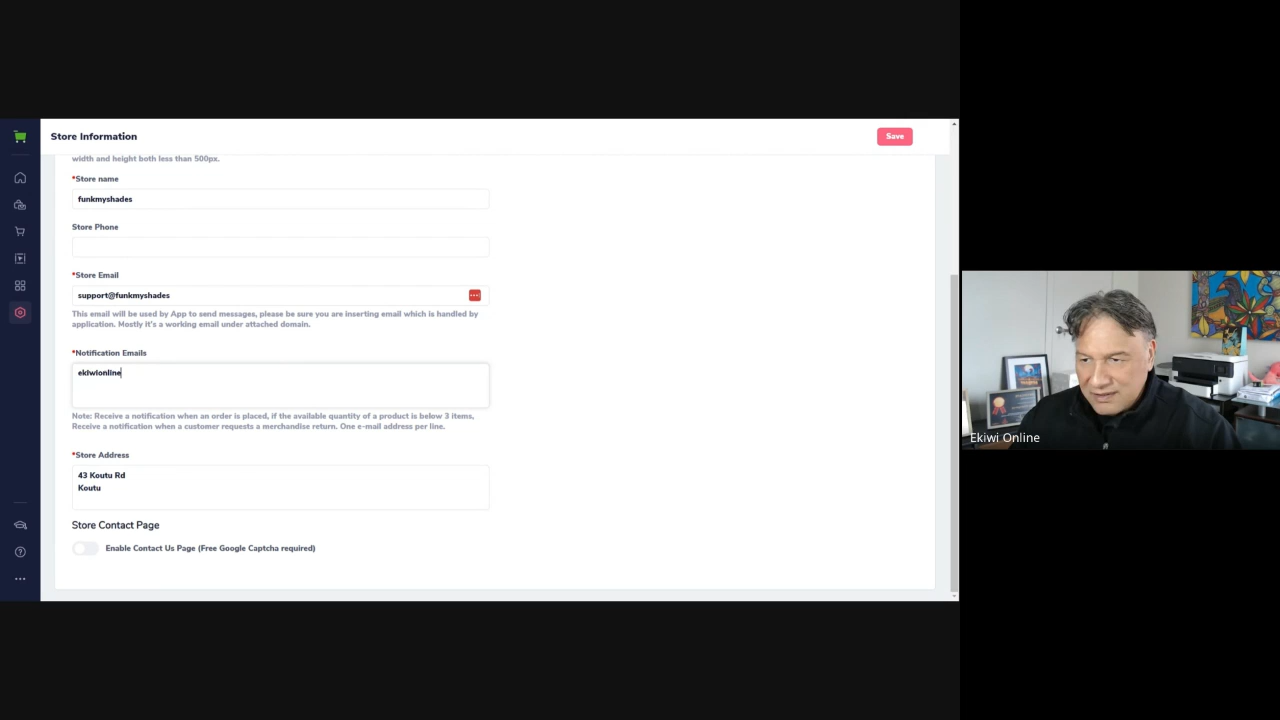 Store Information
Save
width and height both less than 500px.
*Store name
funkmyshades
Store Phone
*Store Email
support@funkmyshades
This email will be used by App to send messages, please be sure you are inserting email which is handled by
application. Mostly it's a working email under attached domain.
*Notification Emails
ekiwionline
Note: Receive a notification when an order is placed, if the available quantity of a product is below 3 items,
Receive a notification when a customer requests a merchandise return. One e-mail address per line.
*Store Address
43 Koutu Rd
Koutu
Store Contact Page
Enable Contact Us Page (Free Google Captcha required)
Ekiwi Online